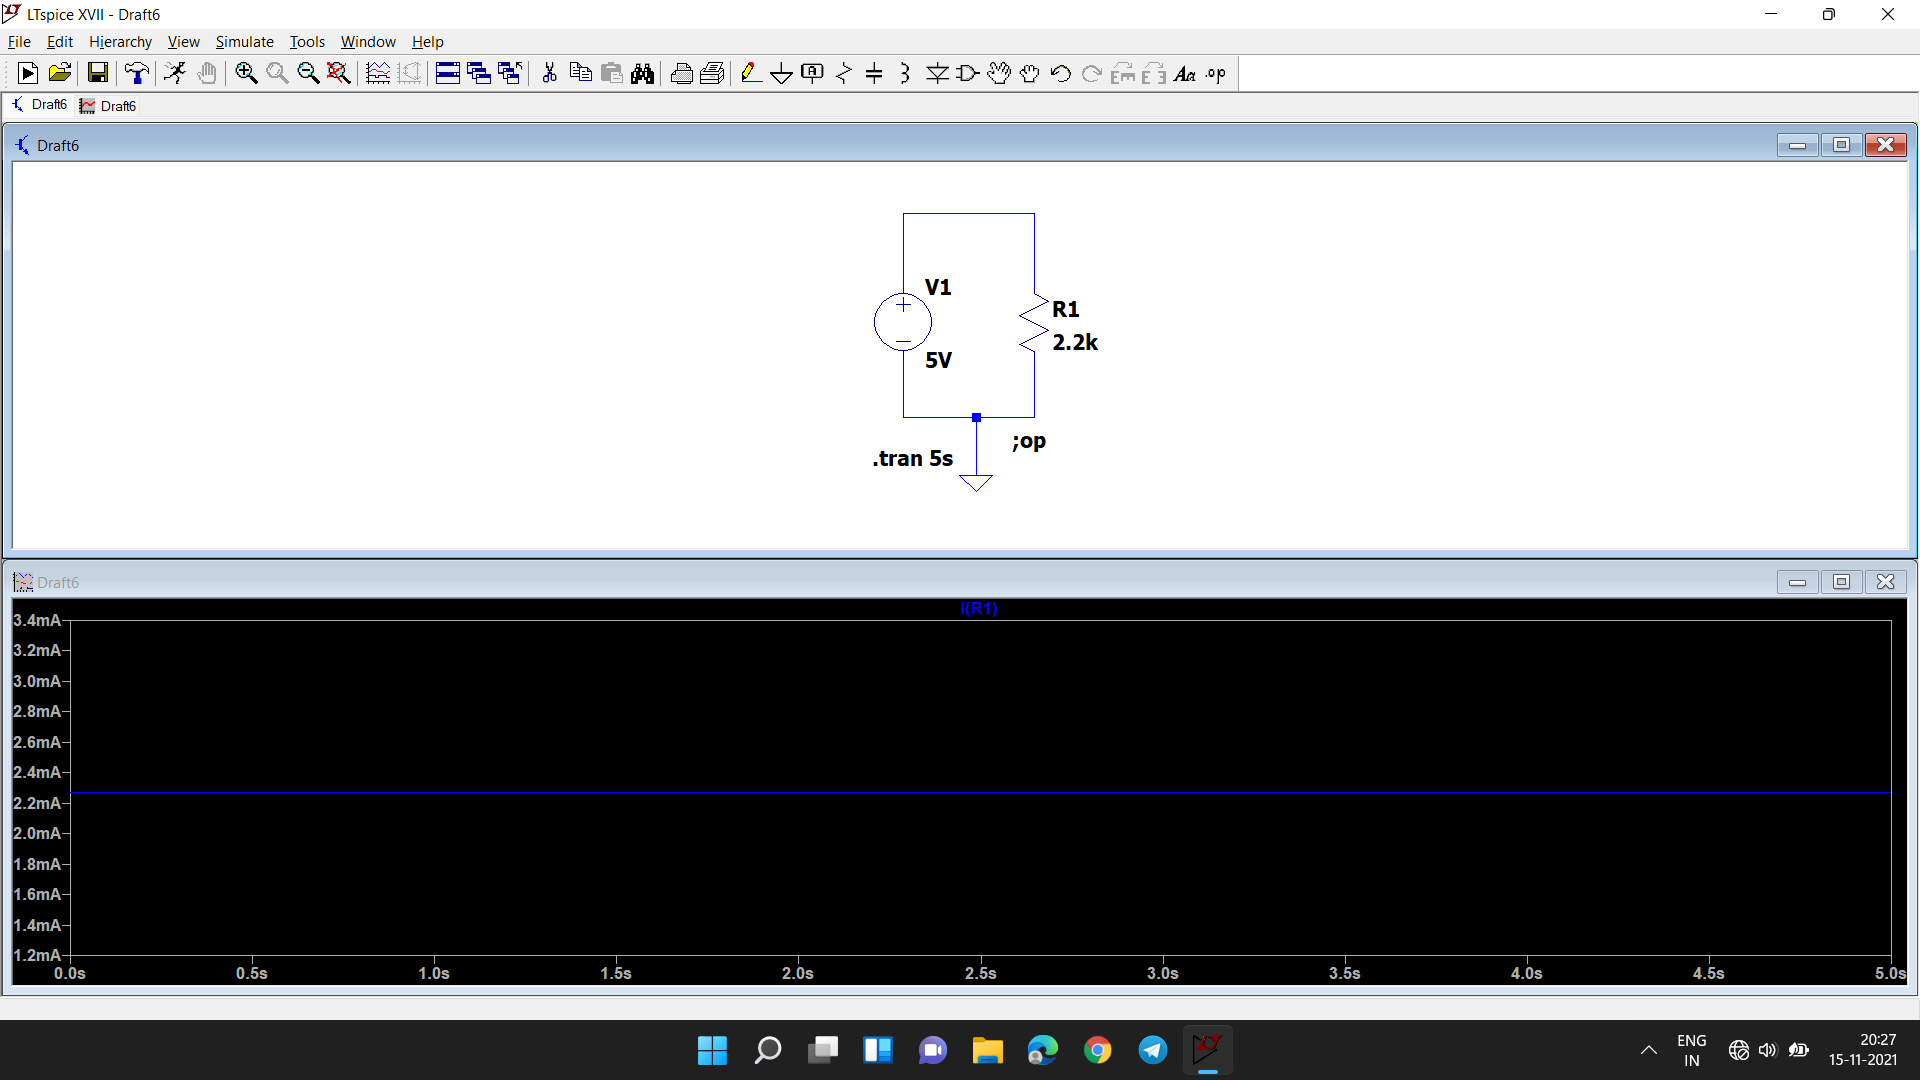 LTspice XVII - Draft6
File Edit Hierarchy View Simulate Tools Window Help
Draft6 Draft6
Draft6
V1
R1
2.2k
5V
;op
.tran 5s
Draft6
I(R1)
3.4mA
3.2mA
3.0mA
2.8mA
2.6mA
2.4mA
2.2mA
2.0mA
1.8mA
1.6mA
1.4mA
1.2mA
0.0s 0.5s 1.0s 1.5s 2.0s 2.5s 3.0s 3.5s 4.0s 4.5s 5.0s
ENG
IN
20:27
15-11-2021